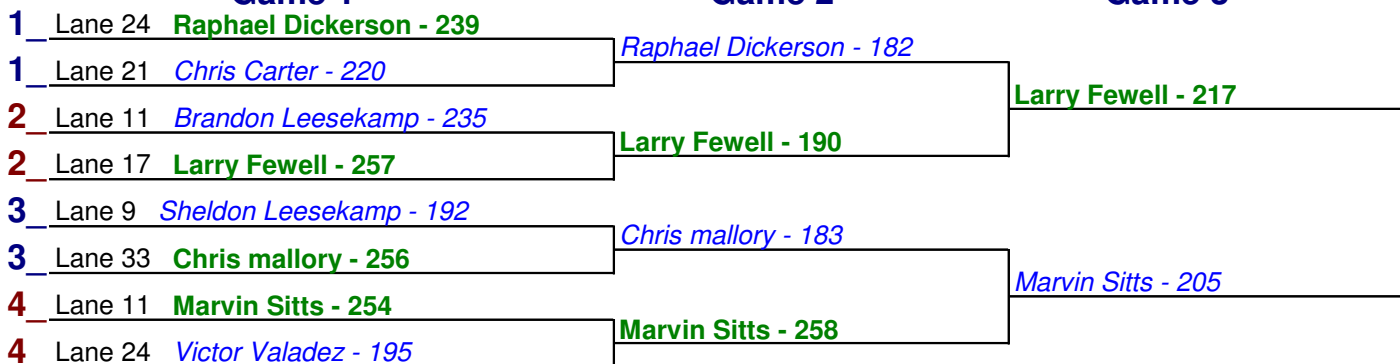 1_ Lane 24 Raphael Dickerson - 239
Raphael Dickerson - 182
1_ Lane 21 Chris Carter - 220
Larry Fewell - 217
2_ Lane 11 Brandon Leesekamp - 235
Larry Fewell - 190
2_ Lane 17 Larry Fewell - 257
3_ Lane 9 Sheldon Leesekamp - 192
Chris mallory - 183
3_ Lane 33 Chris mallory - 256
Marvin Sitts - 205
4_ Lane 11 Marvin Sitts - 254
Marvin Sitts - 258
4 Lane 24 Victor Valadez - 195